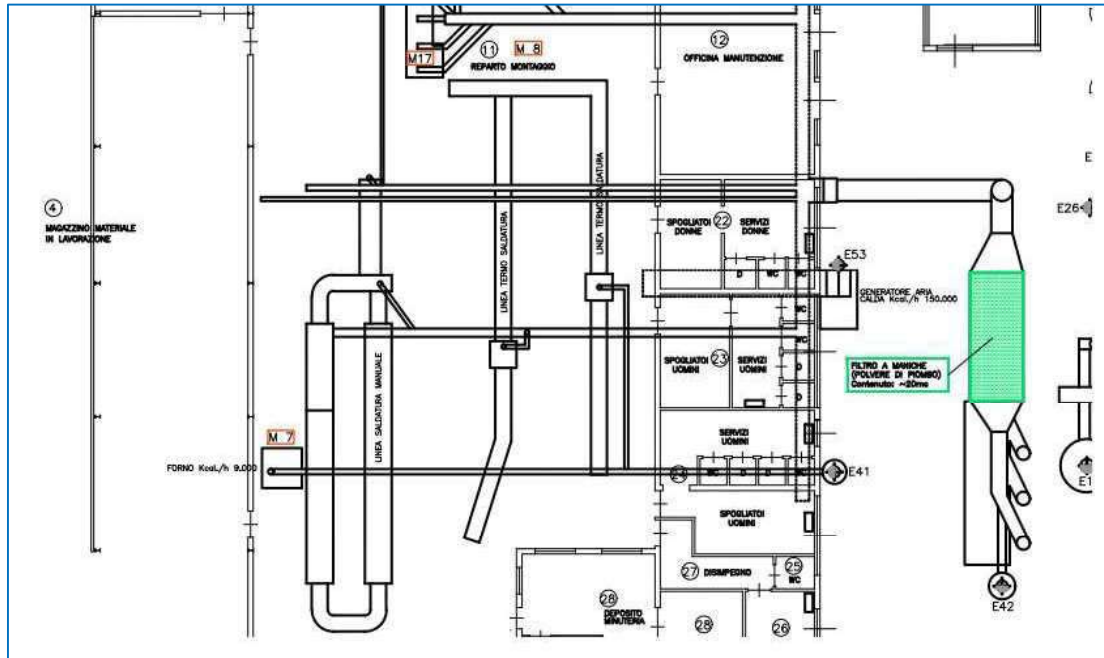 M17
11
M 8
REPARTO MONTAGGIO
12
OFFICINA MANUTENZIONE
4
MAGAZZINO MATERIALE
IN LAVORAZIONE
LINEA TERMO SALDATURA
LINEA TERMO SALDATURA
SPOGLIATOI
DONNE
22
SERVIZI
DONNE
D
WC
WC
E53
E26
GENERATORE ARIA
CALDA Kcal/h 150.000
WC
WC
SPOGLIATOI
UOMINI
23
SERVIZI
UOMINI
D
D
FILTRO A MANICHE
(POLVERE DI PIOMBO)
Contenuto: ~20mc
LINEA SALDATURA MANUALE
M 7
FORNO Kcal/h 9.000
SERVIZI
UOMINI
24
WC
D
D
WC
E41
SPOGLIATOI
UOMINI
27
DISIMPEGNO
25
WC
28
DEPOSITO
MINUTERIA
28
26
E42